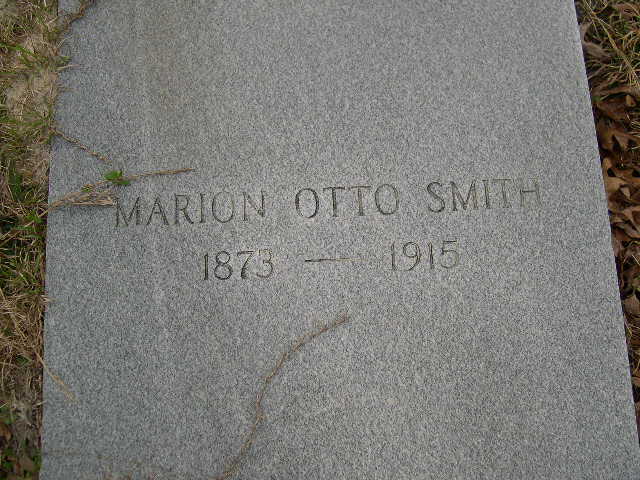 MARION OTTO SMITH
1873 — 1915